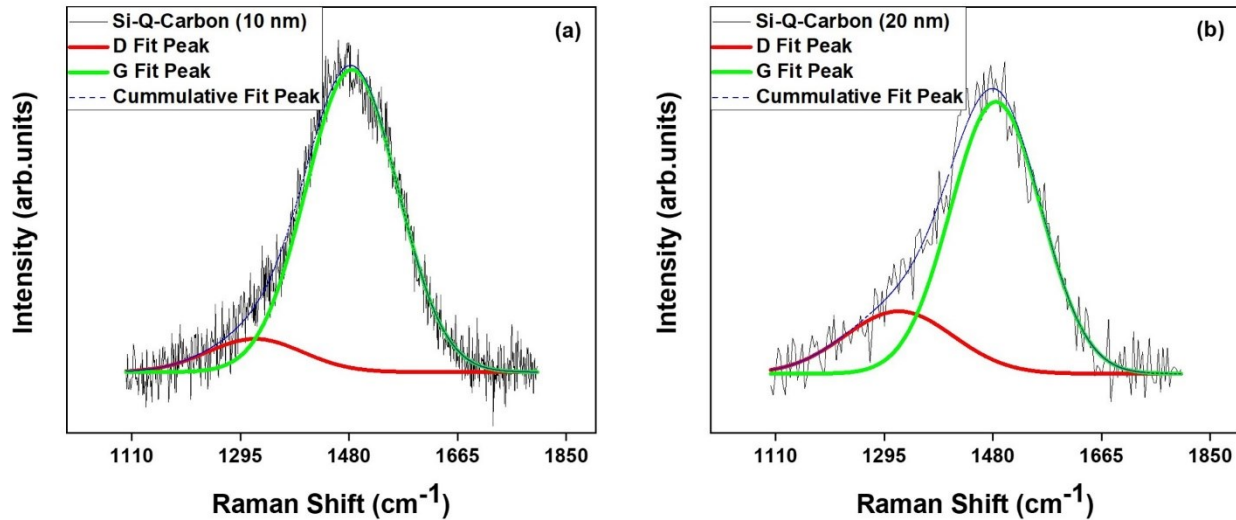 Si-Q-Carbon (10 nm)
D Fit Peak
G Fit Peak
Cummulative Fit Peak
(a)
Intensity (arb.units)
1110 1295 1480 1665 1850
Raman Shift (cm⁻¹)
Si-Q-Carbon (20 nm)
D Fit Peak
G Fit Peak
Cummulative Fit Peak
(b)
Intensity (arb.units)
1110 1295 1480 1665 1850
Raman Shift (cm⁻¹)